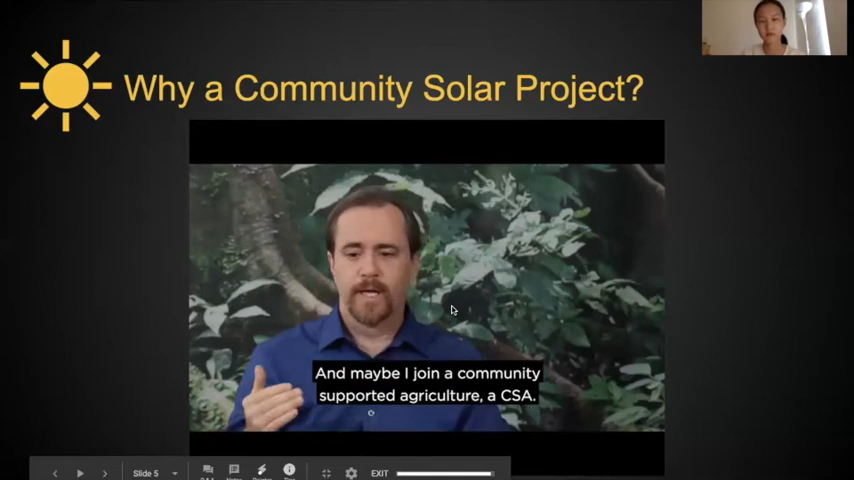 Why a Community Solar Project?
And maybe I join a community
supported agriculture, a CSA.
Slide 5
EXIT